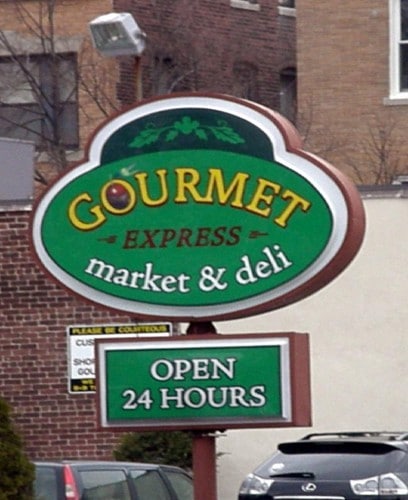 GOURMET
EXPRESS
market & deli
PLEASE BE COURTEOUS
OPEN
24 HOURS